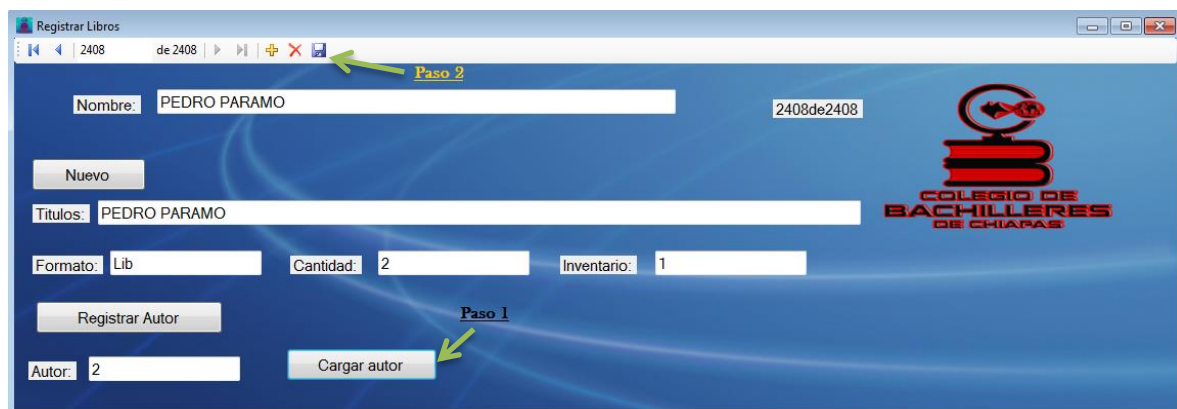 Registrar Libros
2408 de 2408
Paso 2
Nombre: PEDRO PARAMO
2408de2408
Nuevo
COLEGIO DE
BACHILLERES
DE CHIAPAS
Titulos: PEDRO PARAMO
Formato: Lib Cantidad: 2 Inventario: 1
Registrar Autor
Paso 1
Autor: 2 Cargar autor